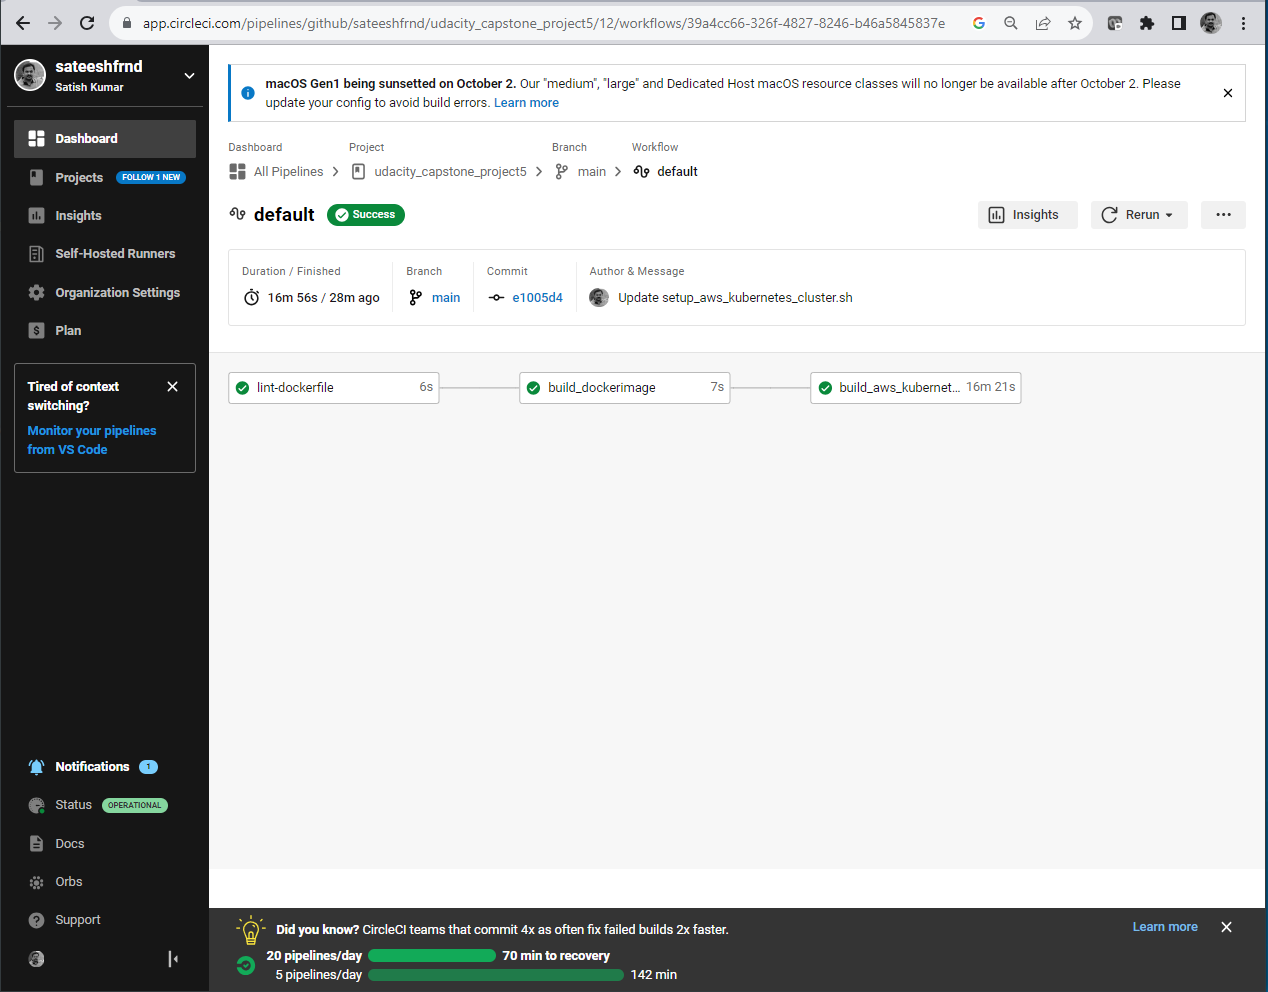 app.circleci.com/pipelines/github/sateeshfrnd/udacity_capstone_project5/12/workflows/39a4cc66-326f-4827-8246-b46a5845837e
sateeshfrnd
Satish Kumar
Dashboard
Projects FOLLOW 1 NEW
Insights
Self-Hosted Runners
Organization Settings
Plan
Tired of context
switching?
Monitor your pipelines
from VS Code
Notifications 1
Status OPERATIONAL
Docs
Orbs
Support
macOS Gen1 being sunsetted on October 2. Our "medium", "large" and Dedicated Host macOS resource classes will no longer be available after October 2. Please
update your config to avoid build errors. Learn more
Dashboard Project Branch Workflow
All Pipelines udacity_capstone_project5 main default
default Success Insights Rerun
Duration / Finished Branch Commit Author & Message
16m 56s / 28m ago main e1005d4 Update setup_aws_kubernetes_cluster.sh
lint-dockerfile 6s build_dockerimage 7s build_aws_kubernet... 16m 21s
Did you know? CircleCI teams that commit 4x as often fix failed builds 2x faster. Learn more
20 pipelines/day 70 min to recovery
5 pipelines/day 142 min